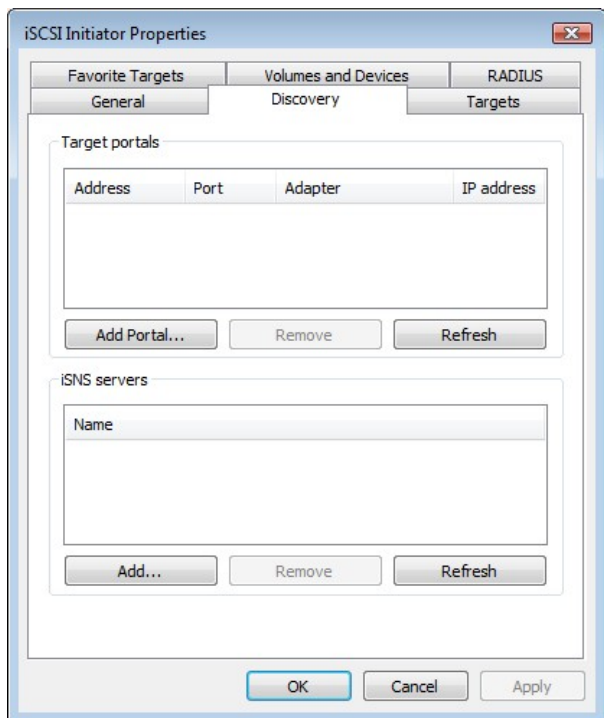 iSCSI Initiator Properties
Favorite Targets Volumes and Devices RADIUS
General Discovery Targets
Target portals
Address Port Adapter IP address
Add Portal... Remove Refresh
iSNS servers
Name
Add... Remove Refresh
OK Cancel Apply